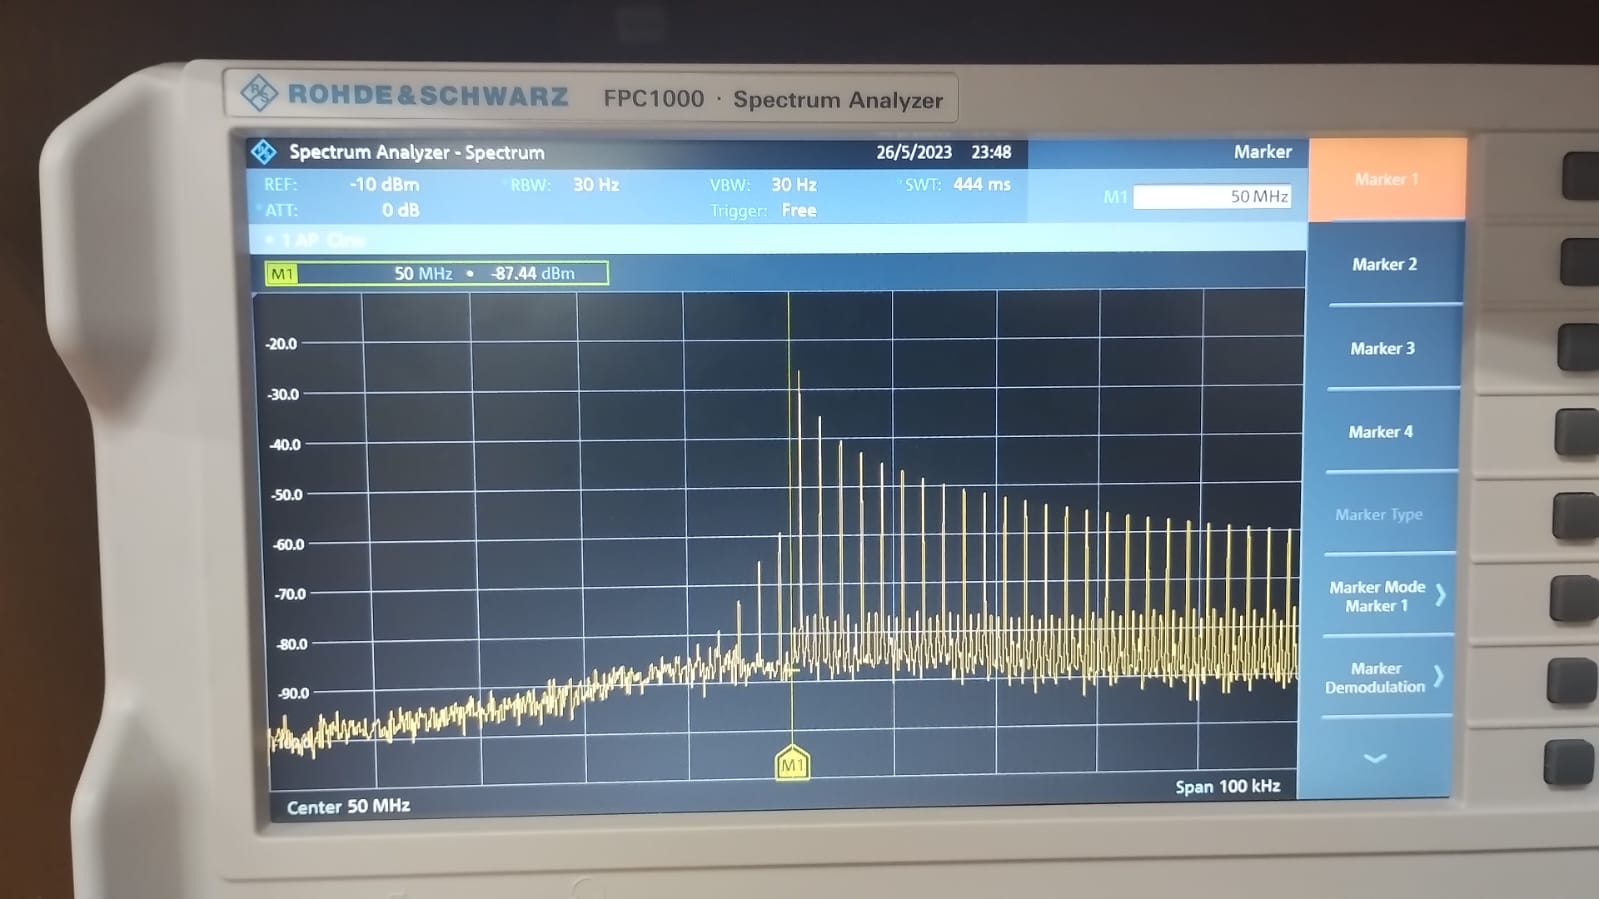 ROHDE & SCHWARZ FPC1000 · Spectrum Analyzer
Spectrum Analyzer - Spectrum 26/5/2023 23:48 Marker
REF: -10 dBm RBW: 30 Hz VBW: 30 Hz SWT: 444 ms
M1 50 MHz
ATT: 0 dB Trigger: Free
1 AP Clrw
M1 50 MHz • -87.44 dBm
-20.0
-30.0
-40.0
-50.0
-60.0
-70.0
-80.0
-90.0
-100.0
M1
Center 50 MHz Span 100 kHz
Marker 1
Marker 2
Marker 3
Marker 4
Marker Type
Marker Mode
Marker 1
Marker
Demodulation